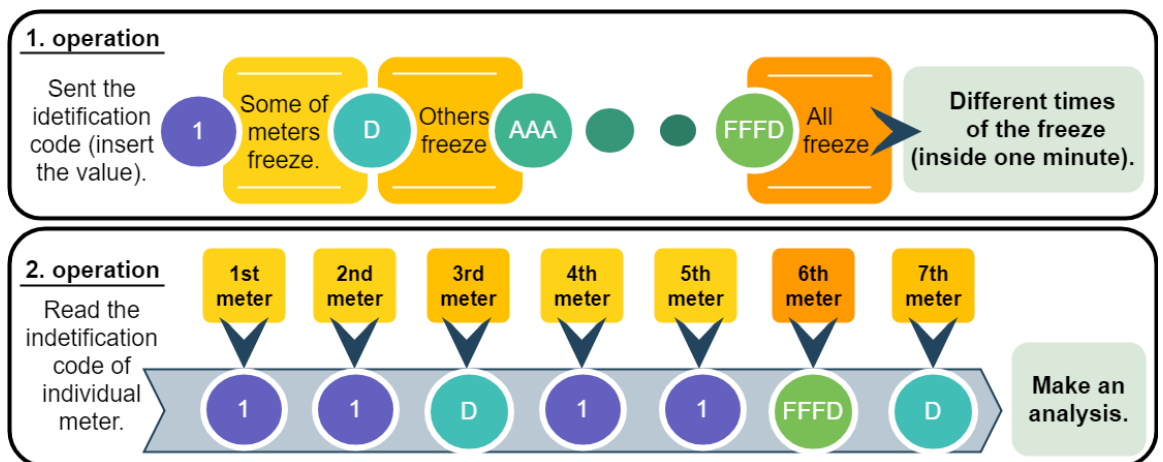 1. operation
Sent the
idetification
code (insert
the value).
1
Some of
meters
freeze.
D
Others
freeze
AAA
FFFD
All
freeze
Different times
of the freeze
(inside one minute).
2. operation
Read the
indetification
code of
individual
meter.
1st
meter
2nd
meter
3rd
meter
4th
meter
5th
meter
6th
meter
7th
meter
1
1
D
1
1
FFFD
D
Make an
analysis.